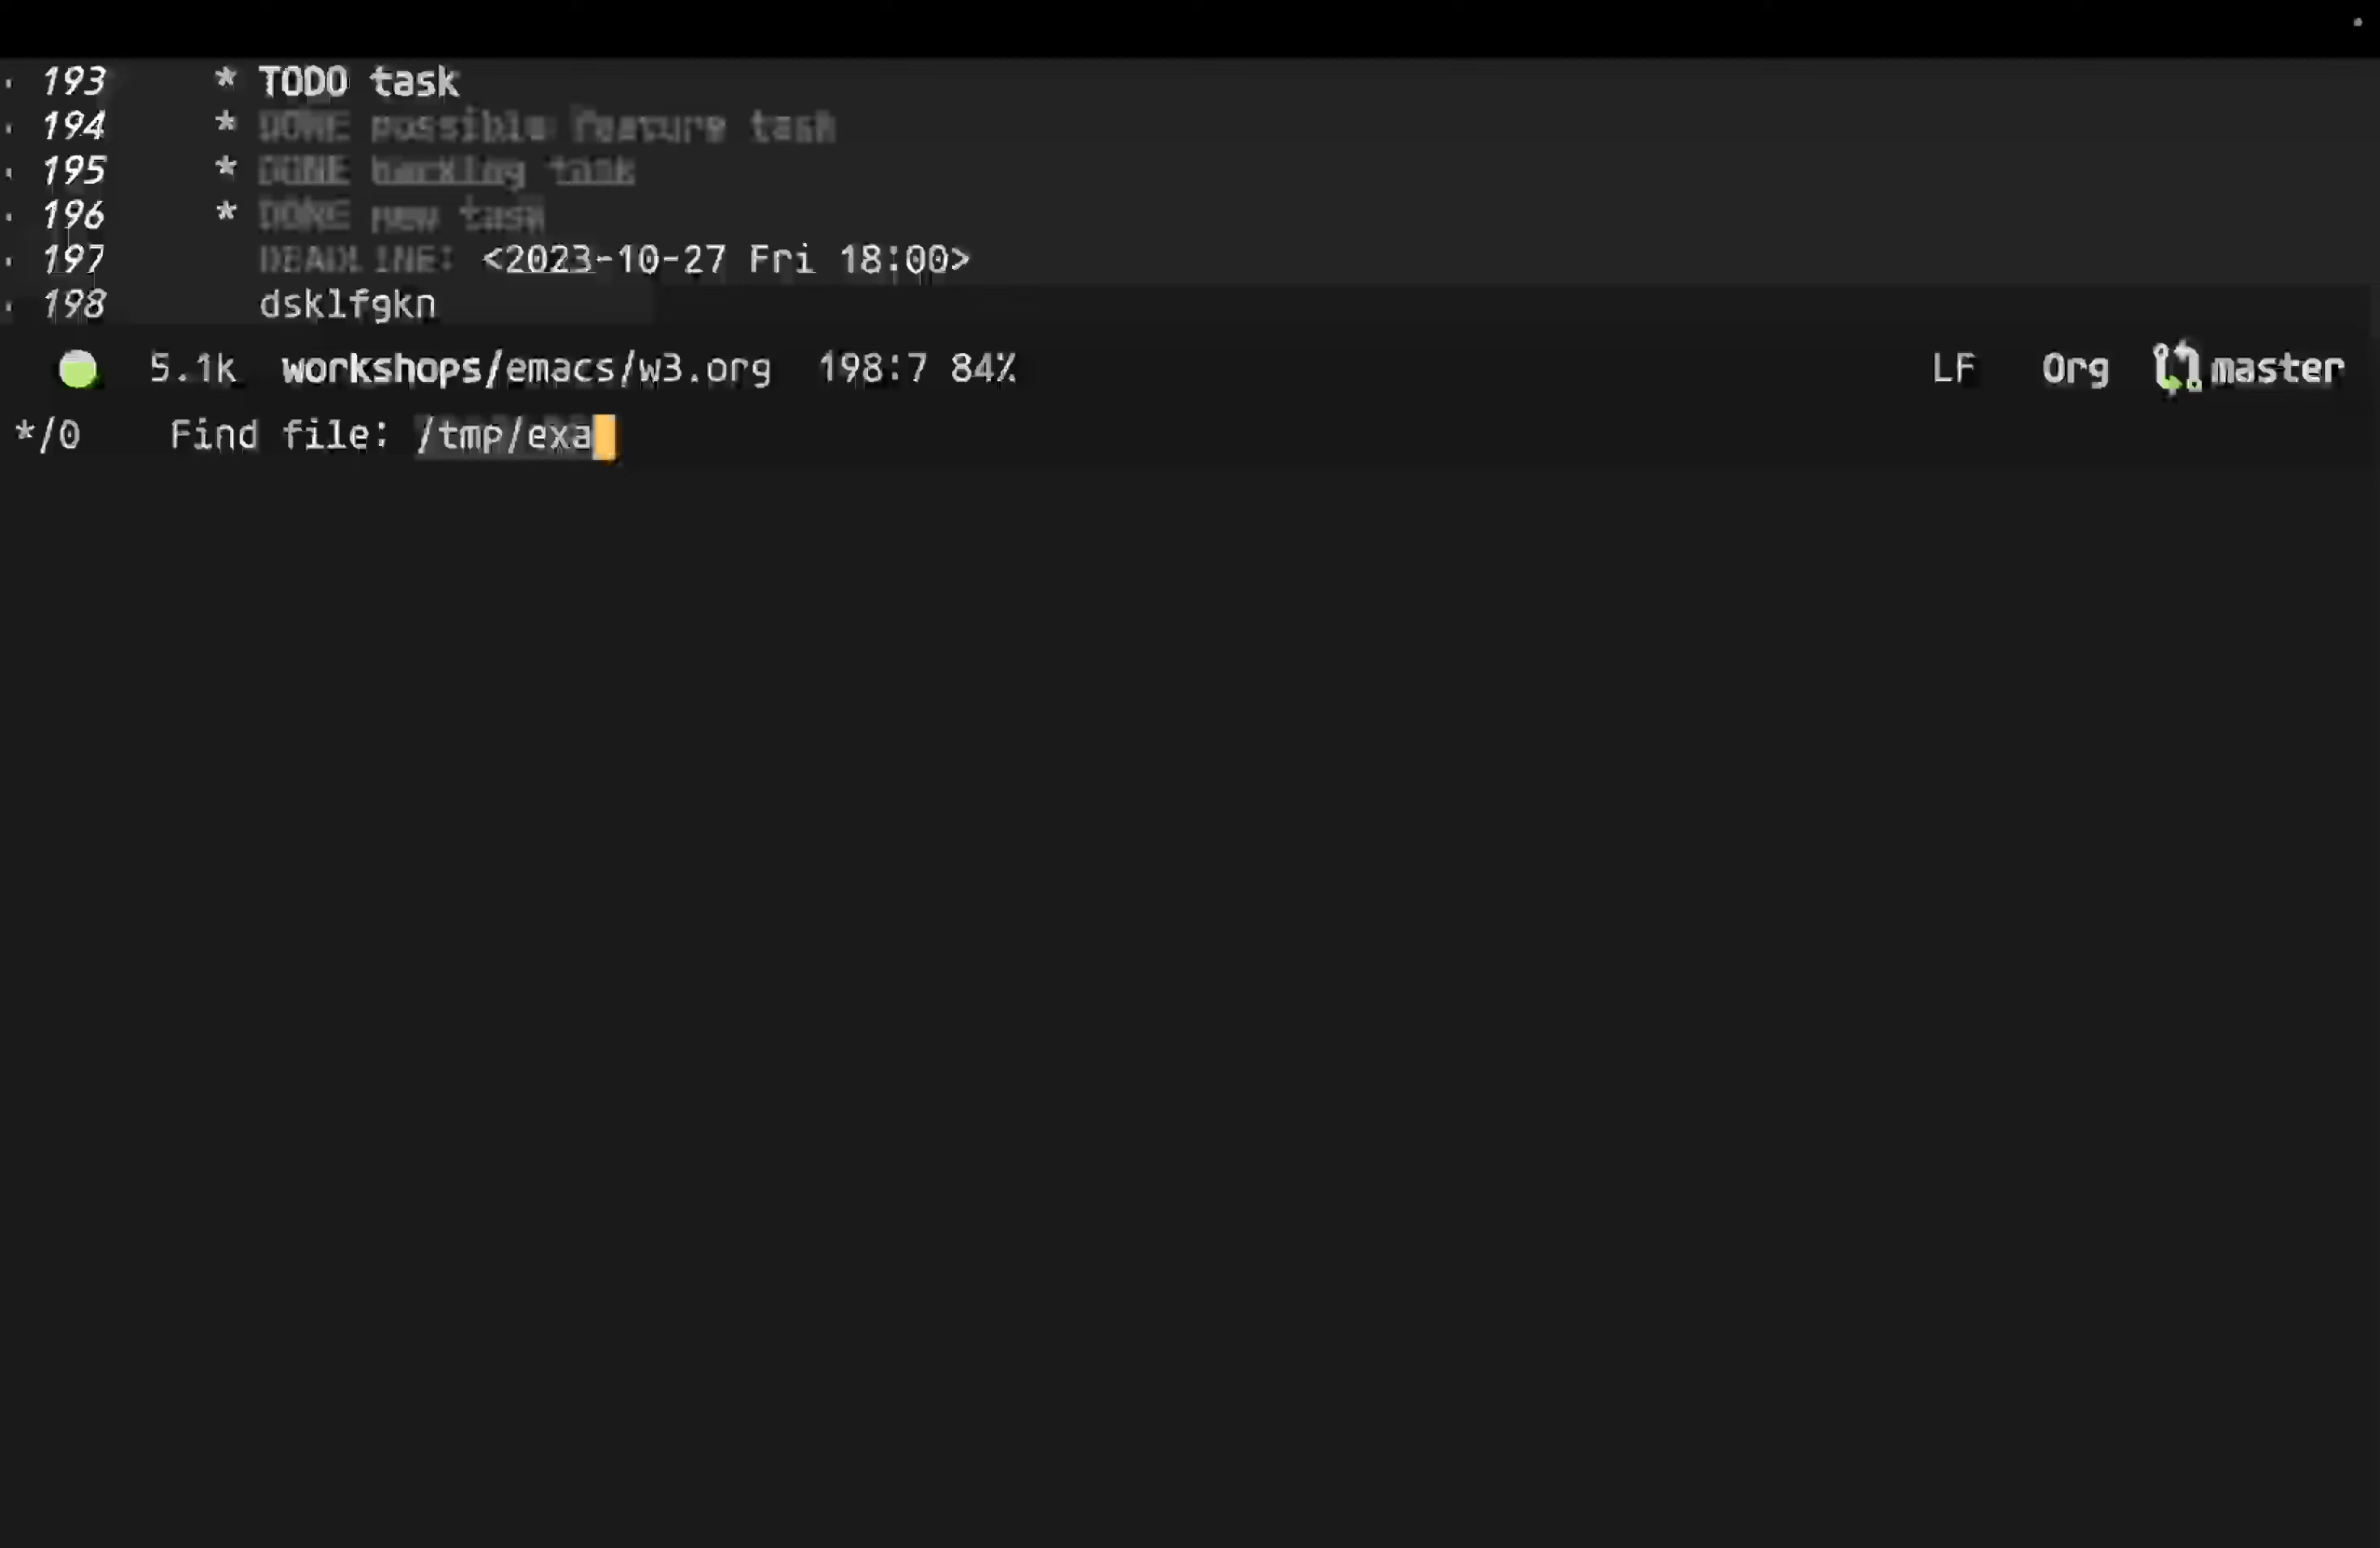 193 * TODO task
194 * DONE possible feature task
195 * DONE backlog task
196 * DONE new task
197 DEADLINE: <2023-10-27 Fri 18:00>
198 dsklfgkn
5.1k workshops/emacs/w3.org 198:7 84% LF Org master
*/0 Find file: /tmp/exa